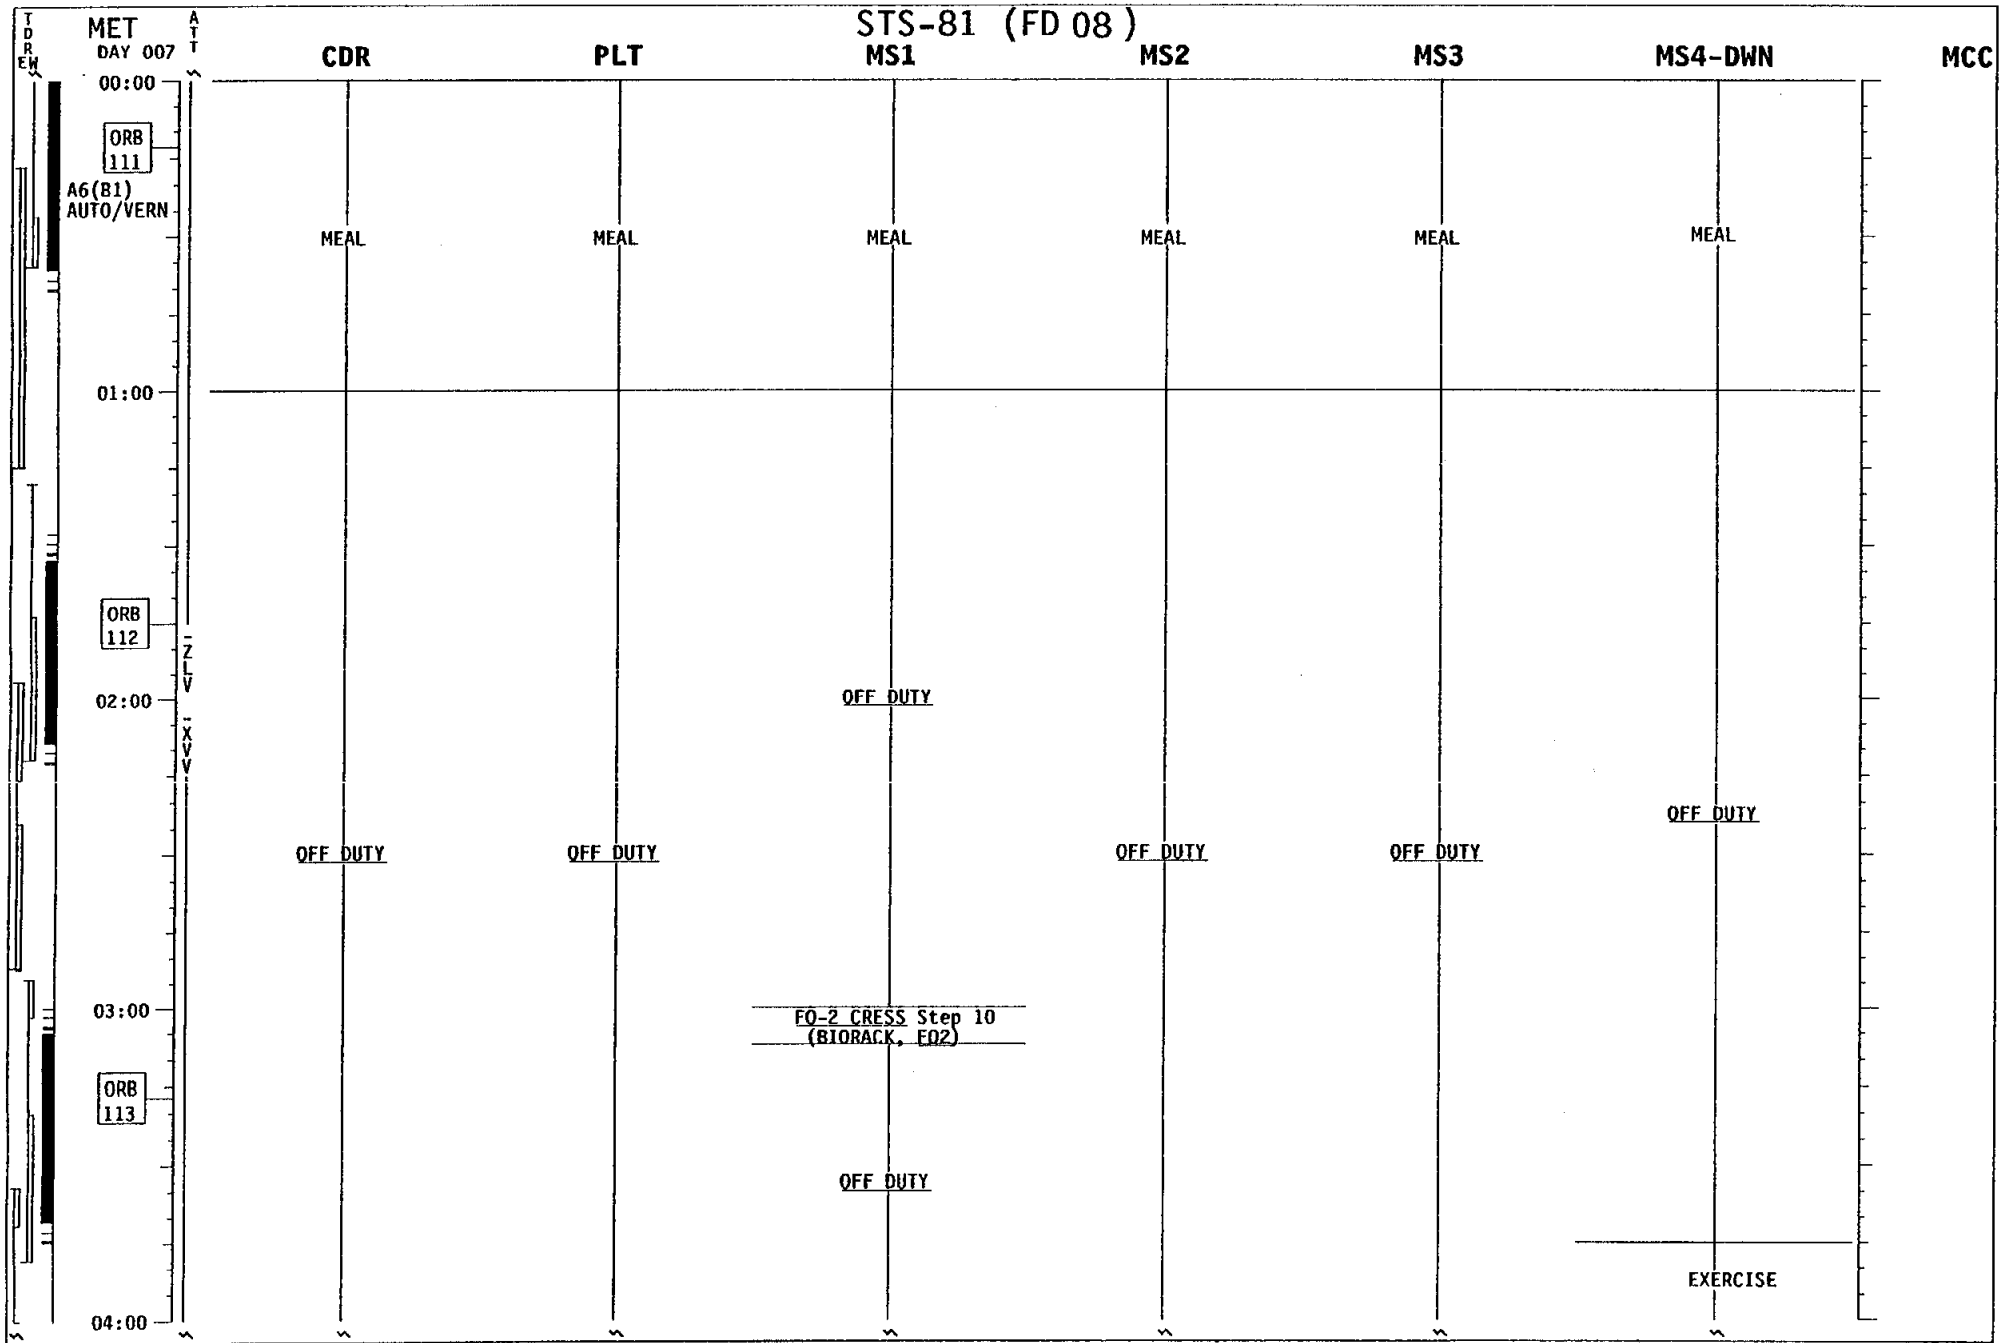 STS-81 (FD 08)
TDRE W
MET
DAY 007
ATT
CDR
PLT
MS1
MS2
MS3
MS4-DWN
MCC
00:00
ORB
111
A6(B1)
AUTO/VERN
MEAL
MEAL
MEAL
MEAL
MEAL
MEAL
01:00
ORB
112
-ZLV
02:00
-XVV
OFF DUTY
OFF DUTY
OFF DUTY
OFF DUTY
OFF DUTY
OFF DUTY
03:00
FO-2 CRESS Step 10
(BIORACK, FO2)
ORB
113
OFF DUTY
EXERCISE
04:00